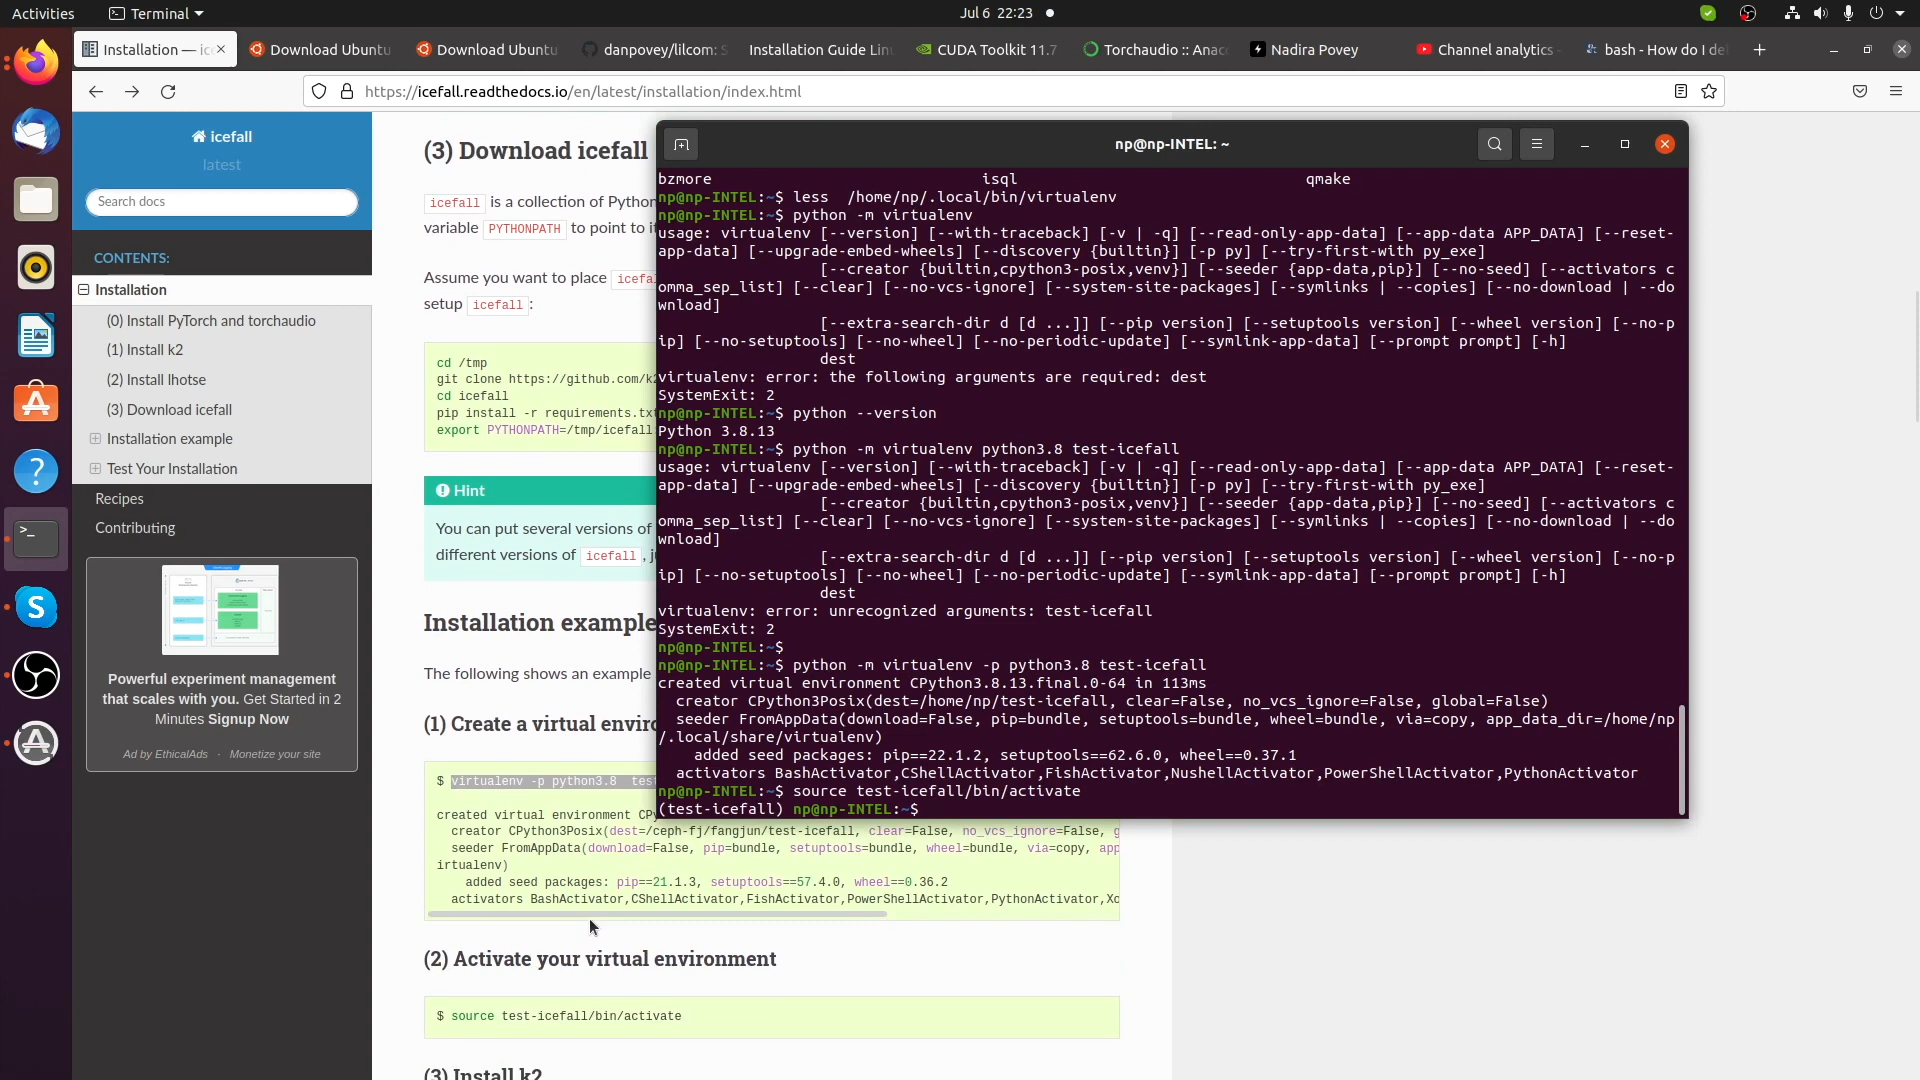 Activities
Terminal
Jul 6 22:23
Installation — ice
Download Ubuntu
Download Ubuntu
danpovey/lilcom: S
Installation Guide Lin
CUDA Toolkit 11.7
Torchaudio :: Anac
Nadira Povey
Channel analytics -
bash - How do I del
https://icefall.readthedocs.io/en/latest/installation/index.html
icefall
latest
Search docs
CONTENTS:
Installation
(0) Install PyTorch and torchaudio
(1) Install k2
(2) Install lhotse
(3) Download icefall
Installation example
Test Your Installation
Recipes
Contributing
Powerful experiment management
that scales with you. Get Started in 2
Minutes Signup Now
Ad by EthicalAds · Monetize your site
(3) Download icefall
icefall is a collection of Python
variable PYTHONPATH to point to it
Assume you want to place icefal
setup icefall :
cd /tmp
git clone https://github.com/k2
cd icefall
pip install -r requirements.txt
export PYTHONPATH=/tmp/icefall
Hint
You can put several versions of
different versions of icefall , ju
Installation example
The following shows an example
(1) Create a virtual enviro
$ virtualenv -p python3.8 test
created virtual environment CPy
creator CPython3Posix(dest=/ceph-fj/fangjun/test-icefall, clear=False, no_vcs_ignore=False, g
seeder FromAppData(download=False, pip=bundle, setuptools=bundle, wheel=bundle, via=copy, app
irtualenv)
added seed packages: pip==21.1.3, setuptools==57.4.0, wheel==0.36.2
activators BashActivator,CShellActivator,FishActivator,PowerShellActivator,PythonActivator,Xo
(2) Activate your virtual environment
$ source test-icefall/bin/activate
(3) Install k2
np@np-INTEL: ~
bzmore isql qmake
np@np-INTEL:~$ less  /home/np/.local/bin/virtualenv
np@np-INTEL:~$ python -m virtualenv
usage: virtualenv [--version] [--with-traceback] [-v | -q] [--read-only-app-data] [--app-data APP_DATA] [--reset-
app-data] [--upgrade-embed-wheels] [--discovery {builtin}] [-p py] [--try-first-with py_exe]
[--creator {builtin,cpython3-posix,venv}] [--seeder {app-data,pip}] [--no-seed] [--activators c
omma_sep_list] [--clear] [--no-vcs-ignore] [--system-site-packages] [--symlinks | --copies] [--no-download | --do
wnload]
[--extra-search-dir d [d ...]] [--pip version] [--setuptools version] [--wheel version] [--no-p
ip] [--no-setuptools] [--no-wheel] [--no-periodic-update] [--symlink-app-data] [--prompt prompt] [-h]
dest
virtualenv: error: the following arguments are required: dest
SystemExit: 2
np@np-INTEL:~$ python --version
Python 3.8.13
np@np-INTEL:~$ python -m virtualenv python3.8 test-icefall
usage: virtualenv [--version] [--with-traceback] [-v | -q] [--read-only-app-data] [--app-data APP_DATA] [--reset-
app-data] [--upgrade-embed-wheels] [--discovery {builtin}] [-p py] [--try-first-with py_exe]
[--creator {builtin,cpython3-posix,venv}] [--seeder {app-data,pip}] [--no-seed] [--activators c
omma_sep_list] [--clear] [--no-vcs-ignore] [--system-site-packages] [--symlinks | --copies] [--no-download | --do
wnload]
[--extra-search-dir d [d ...]] [--pip version] [--setuptools version] [--wheel version] [--no-p
ip] [--no-setuptools] [--no-wheel] [--no-periodic-update] [--symlink-app-data] [--prompt prompt] [-h]
dest
virtualenv: error: unrecognized arguments: test-icefall
SystemExit: 2
np@np-INTEL:~$
np@np-INTEL:~$ python -m virtualenv -p python3.8 test-icefall
created virtual environment CPython3.8.13.final.0-64 in 113ms
creator CPython3Posix(dest=/home/np/test-icefall, clear=False, no_vcs_ignore=False, global=False)
seeder FromAppData(download=False, pip=bundle, setuptools=bundle, wheel=bundle, via=copy, app_data_dir=/home/np
/.local/share/virtualenv)
added seed packages: pip==22.1.2, setuptools==62.6.0, wheel==0.37.1
activators BashActivator,CShellActivator,FishActivator,NushellActivator,PowerShellActivator,PythonActivator
np@np-INTEL:~$ source test-icefall/bin/activate
(test-icefall) np@np-INTEL:~$